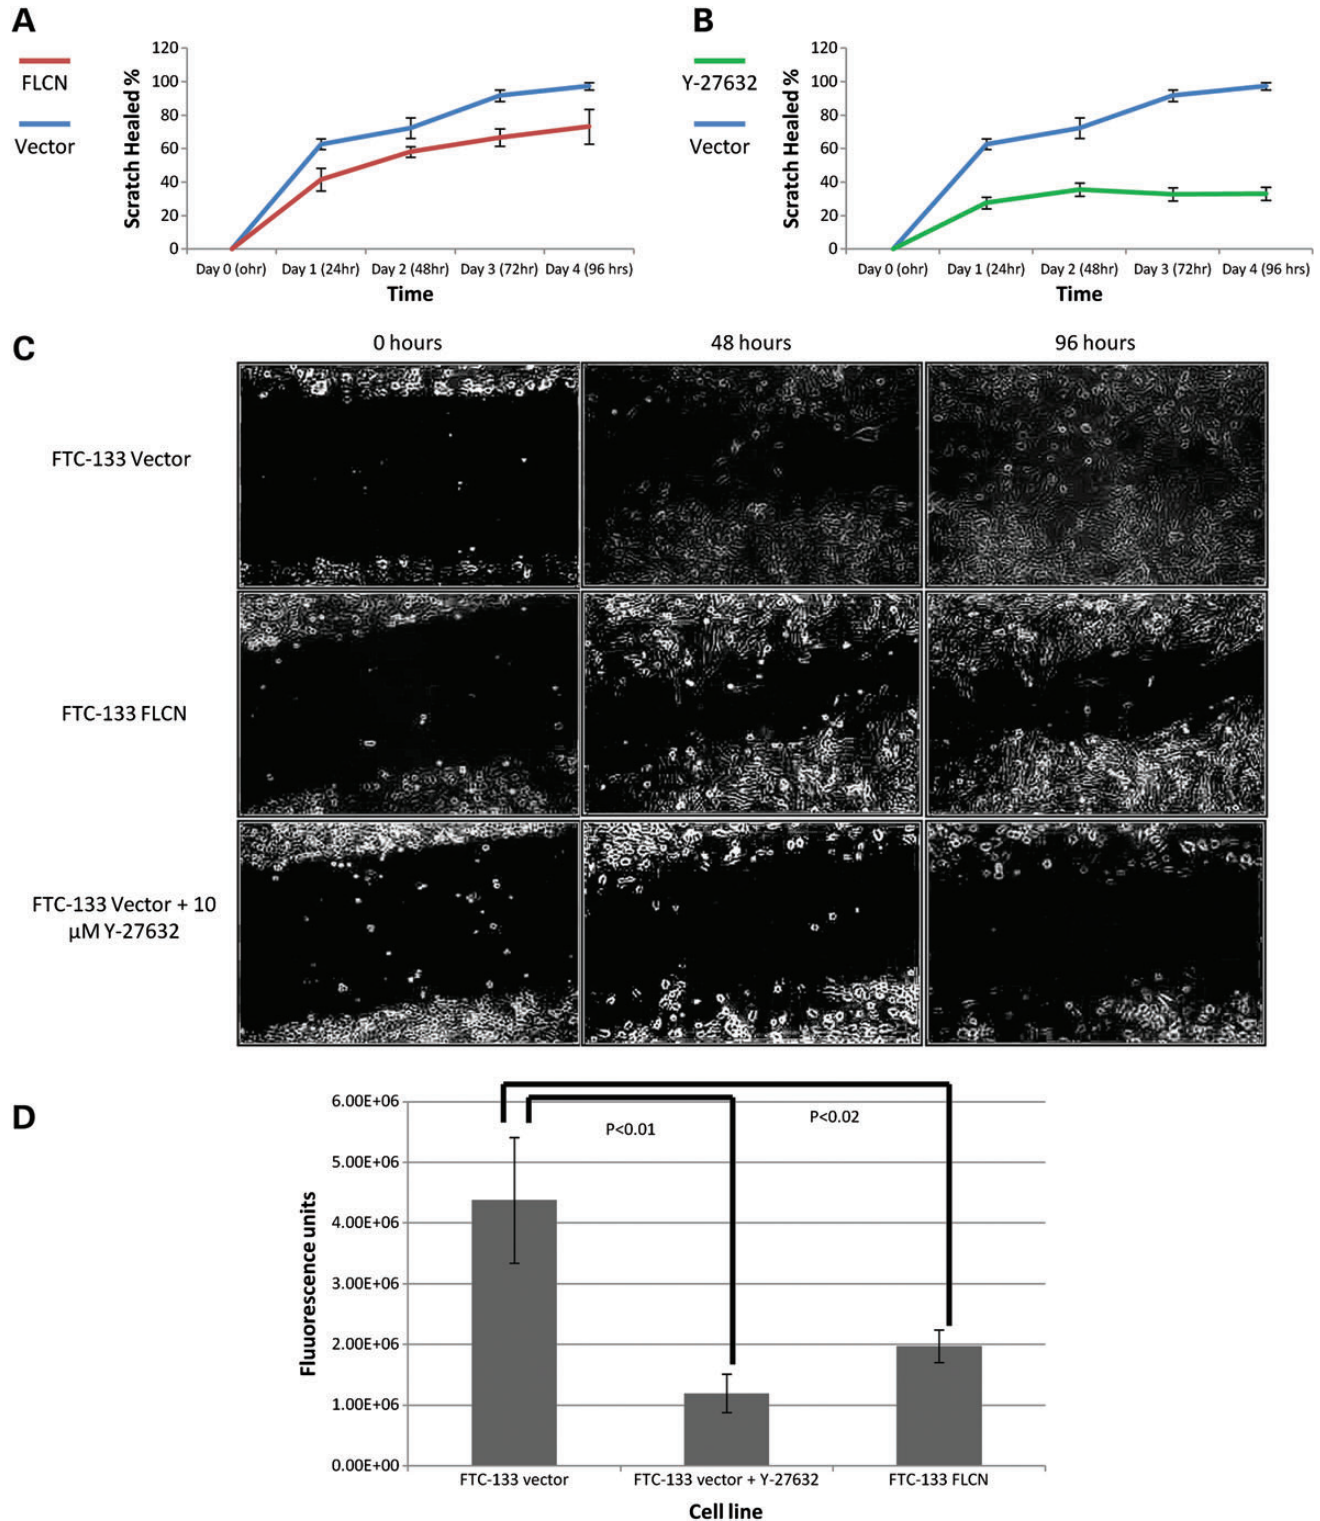 A
FLCN
Vector
Scratch Healed %
120
100
80
60
40
20
0
Day 0 (ohr) Day 1 (24hr) Day 2 (48hr) Day 3 (72hr) Day 4 (96 hrs)
Time
B
Y-27632
Vector
Scratch Healed %
120
100
80
60
40
20
0
Day 0 (ohr) Day 1 (24hr) Day 2 (48hr) Day 3 (72hr) Day 4 (96 hrs)
Time
C
0 hours 48 hours 96 hours
FTC-133 Vector
FTC-133 FLCN
FTC-133 Vector + 10
µM Y-27632
D
Fluuorescence units
6.00E+06
5.00E+06
4.00E+06
3.00E+06
2.00E+06
1.00E+06
0.00E+00
P<0.01
P<0.02
FTC-133 vector FTC-133 vector + Y-27632 FTC-133 FLCN
Cell line